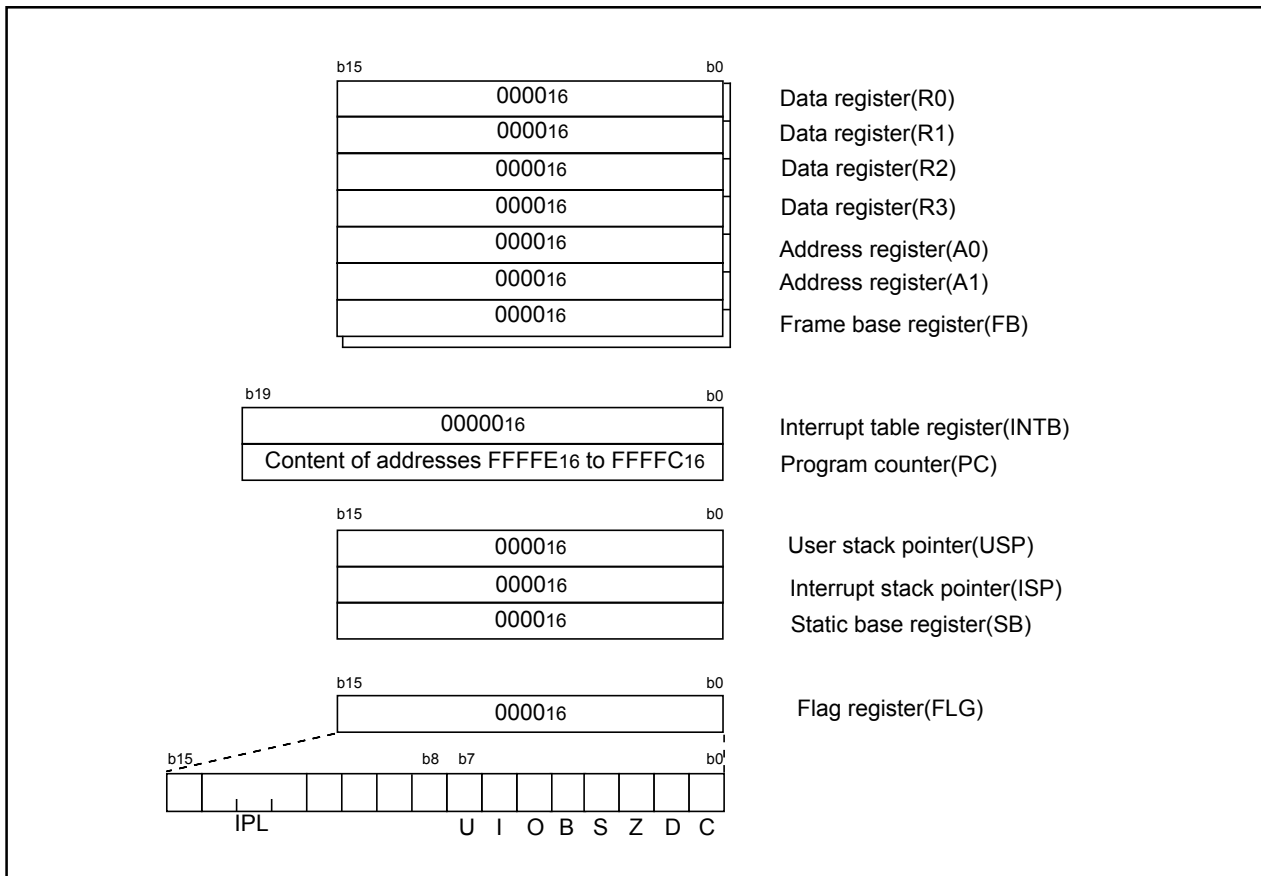 b15 b0
000016 Data register(R0)
000016 Data register(R1)
000016 Data register(R2)
000016 Data register(R3)
000016 Address register(A0)
000016 Address register(A1)
000016 Frame base register(FB)
b19 b0
0000016 Interrupt table register(INTB)
Content of addresses FFFFE16 to FFFFC16 Program counter(PC)
b15 b0
000016 User stack pointer(USP)
000016 Interrupt stack pointer(ISP)
000016 Static base register(SB)
b15 b0
000016 Flag register(FLG)
b15 b8 b7 b0
IPL U I O B S Z D C